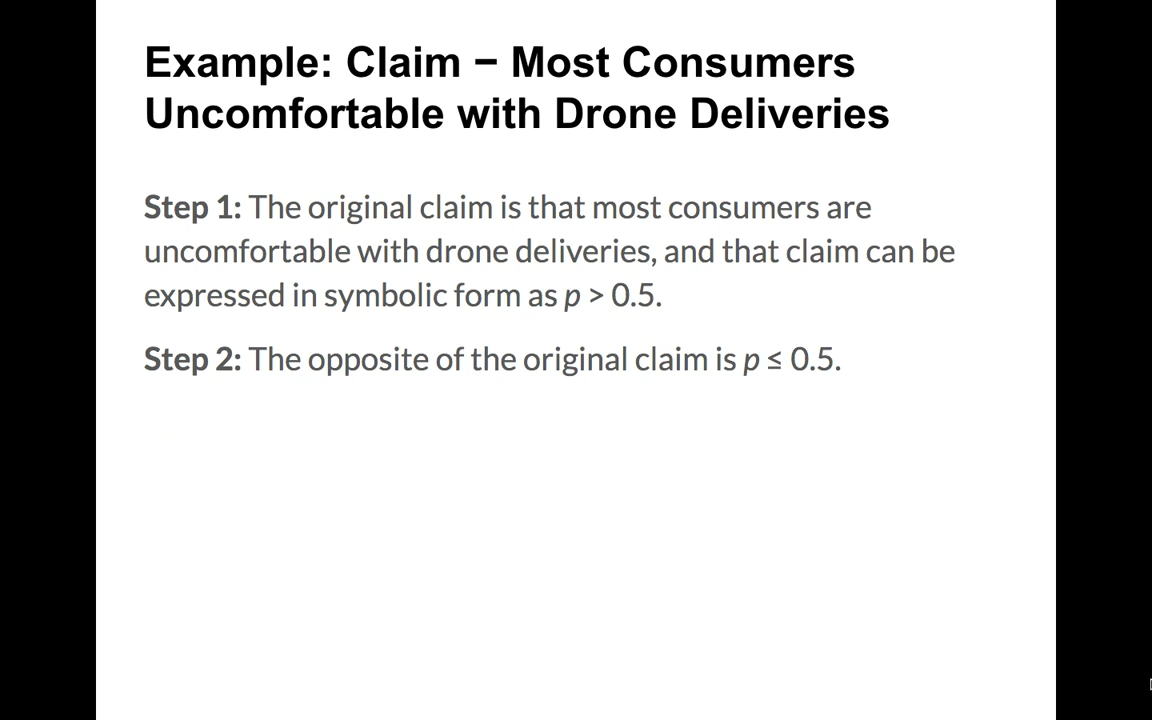 Example: Claim − Most Consumers
Uncomfortable with Drone Deliveries
Step 1: The original claim is that most consumers are
uncomfortable with drone deliveries, and that claim can be
expressed in symbolic form as p > 0.5.
Step 2: The opposite of the original claim is p ≤ 0.5.